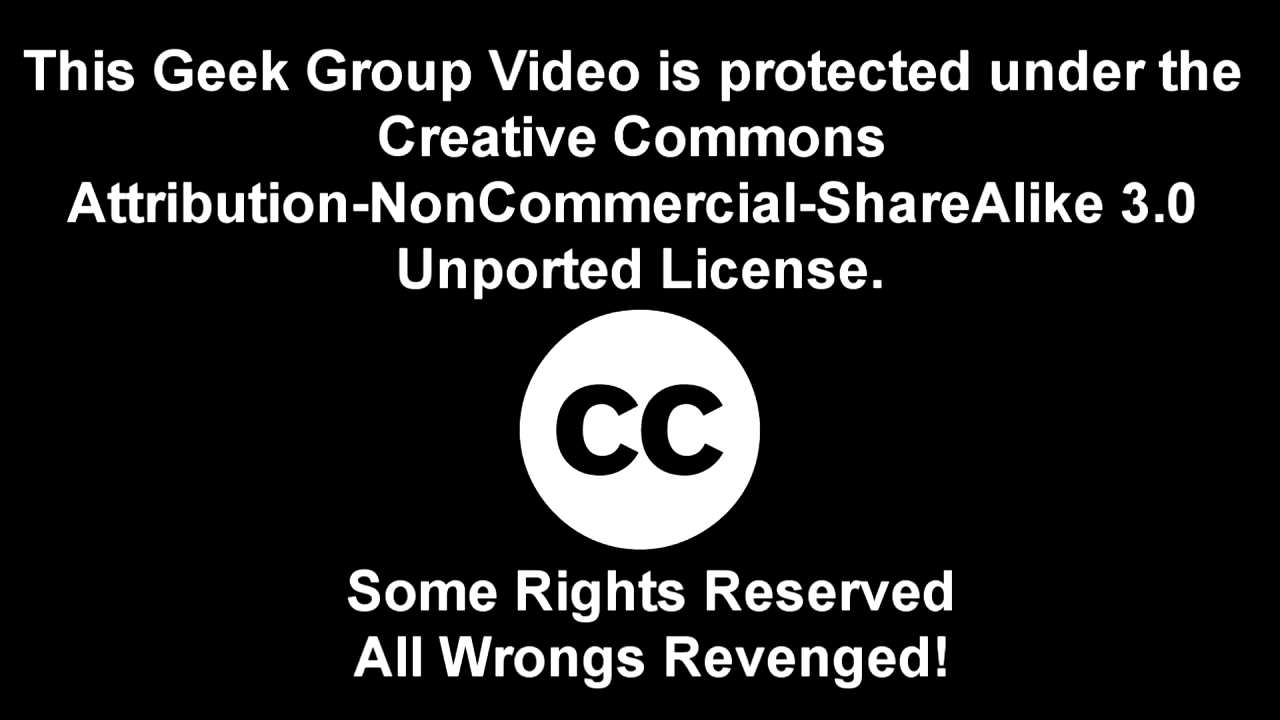 This Geek Group Video is protected under the
Creative Commons
Attribution-NonCommercial-ShareAlike 3.0
Unported License.
cc
Some Rights Reserved
All Wrongs Revenged!